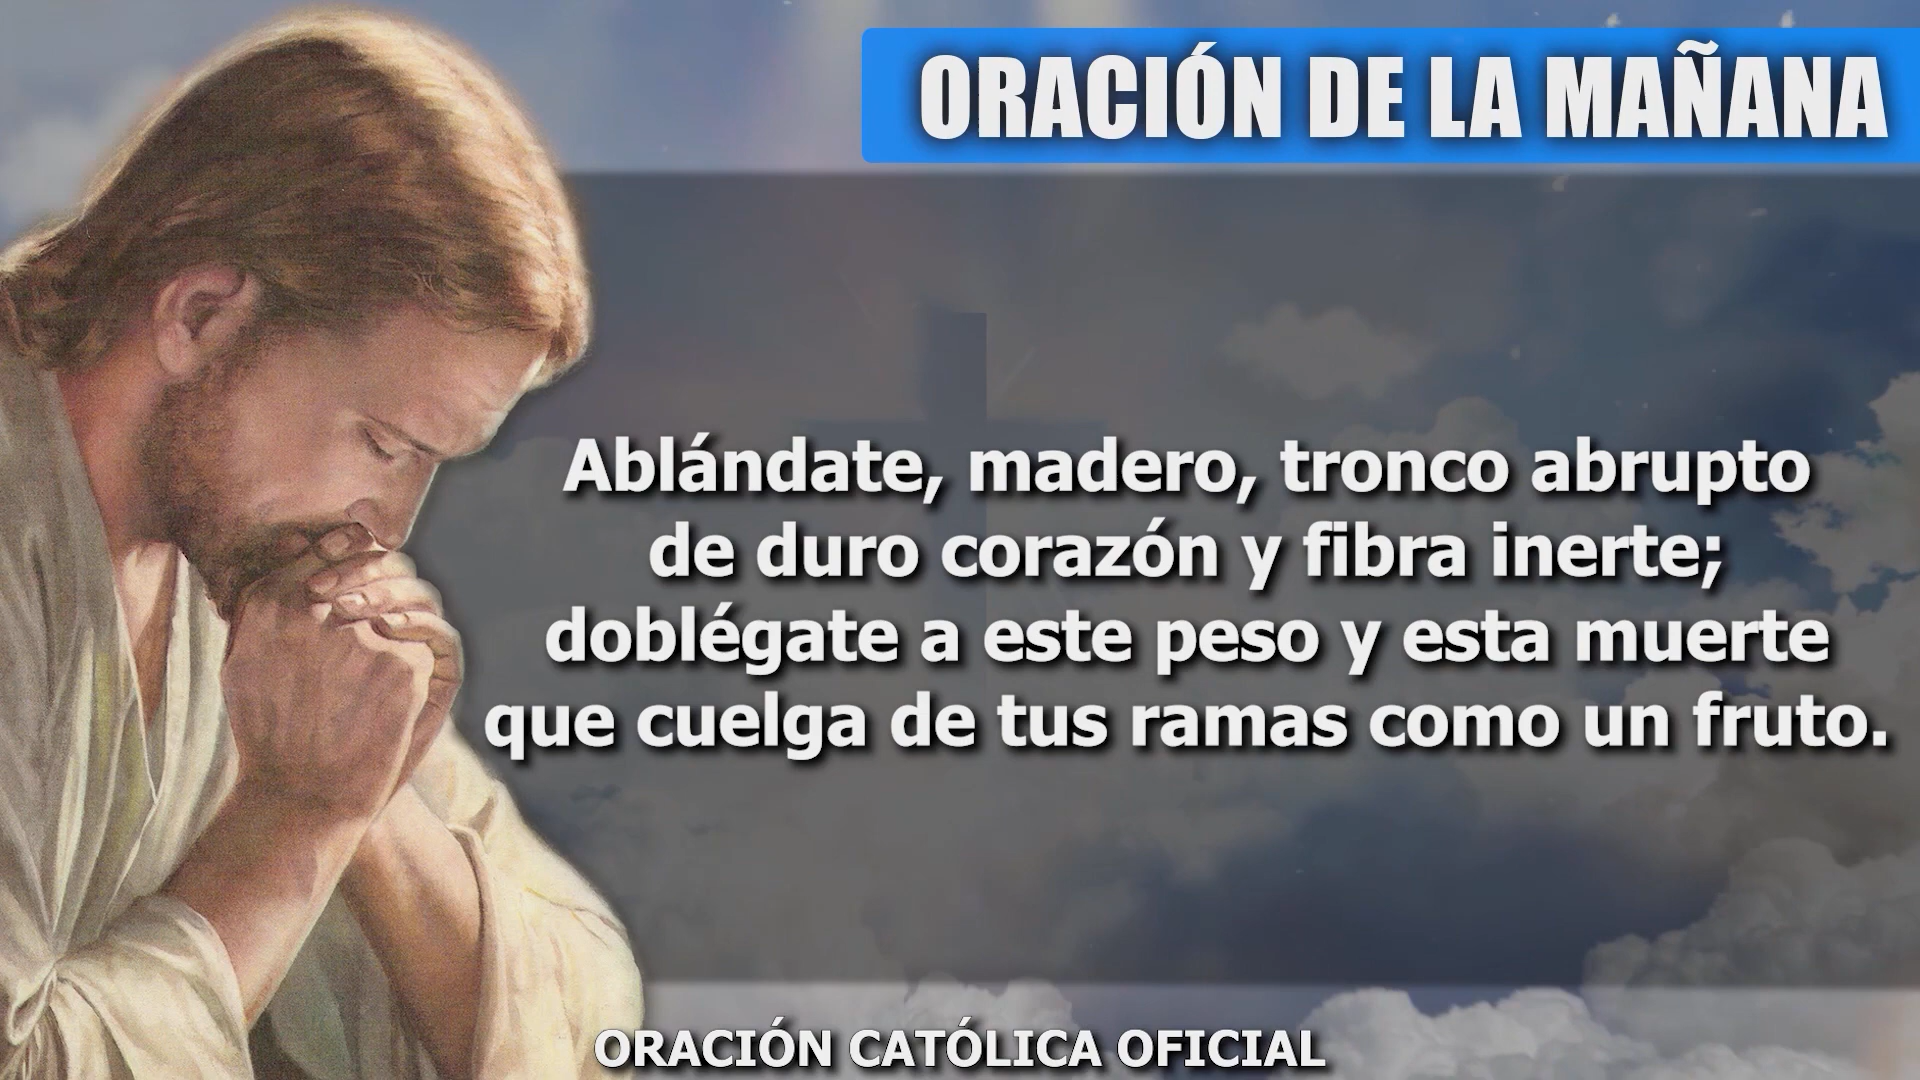 ORACIÓN DE LA MAÑANA
Ablándate, madero, tronco abrupto
de duro corazón y fibra inerte;
doblégate a este peso y esta muerte
que cuelga de tus ramas como un fruto.
ORACIÓN CATÓLICA OFICIAL